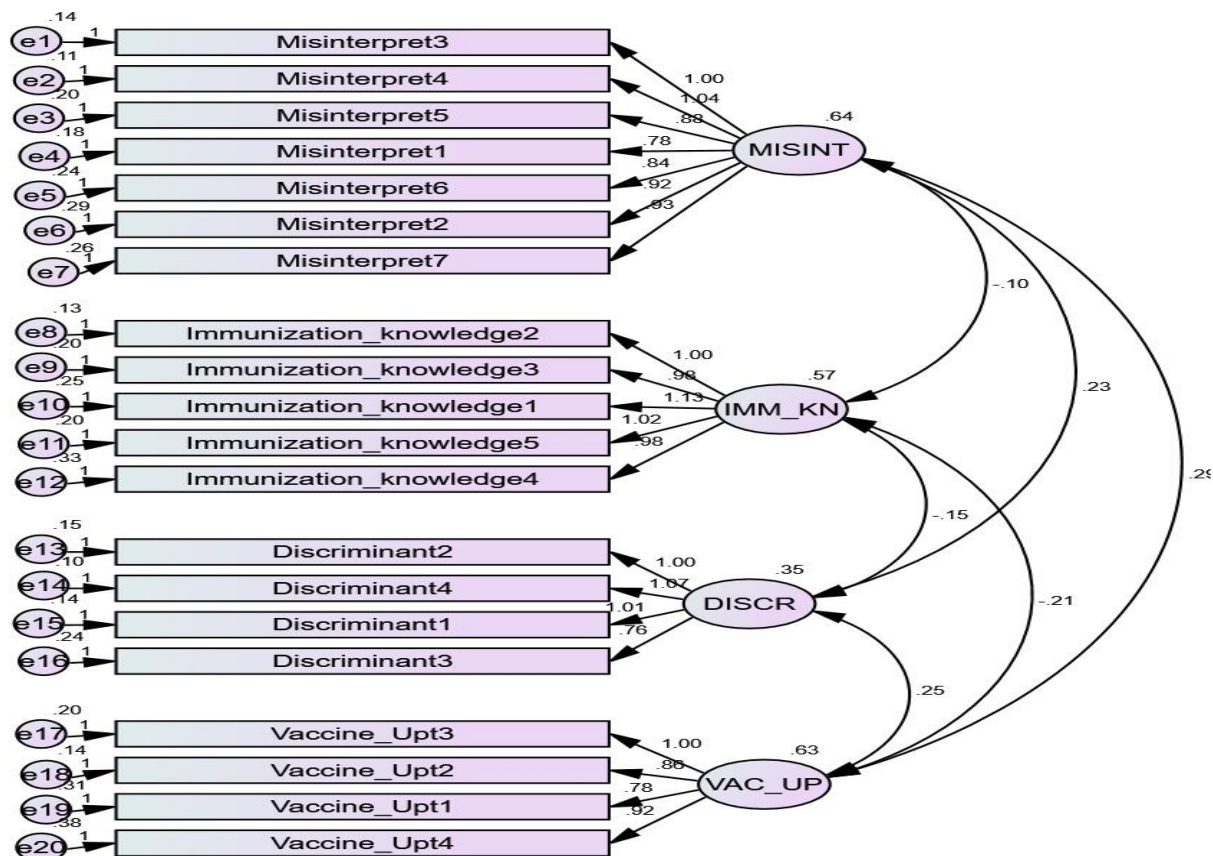 .14
e1 1 Misinterpret3
.11
e2 1 Misinterpret4
.20
e3 1 Misinterpret5
.18
e4 1 Misinterpret1
.24
e5 1 Misinterpret6
.29
e6 1 Misinterpret2
.26
e7 1 Misinterpret7
1.00
1.04
.88
.78
.84
.92
.93
.64
MISINT
.13
e8 1 Immunization_knowledge2
.20
e9 1 Immunization_knowledge3
.25
e10 1 Immunization_knowledge1
.20
e11 1 Immunization_knowledge5
.33
e12 1 Immunization_knowledge4
1.00
.98
1.13
1.02
.98
.57
IMM_KN
-.10
.23
.29
.15
e13 1 Discriminant2
.10
e14 1 Discriminant4
.14
e15 1 Discriminant1
.24
e16 1 Discriminant3
1.00
1.07
1.01
.76
.35
DISCR
-.15
-.21
.25
.20
e17 1 Vaccine_Upt3
.14
e18 1 Vaccine_Upt2
.31
e19 1 Vaccine_Upt1
.38
e20 1 Vaccine_Upt4
1.00
.86
.78
.92
.63
VAC_UP